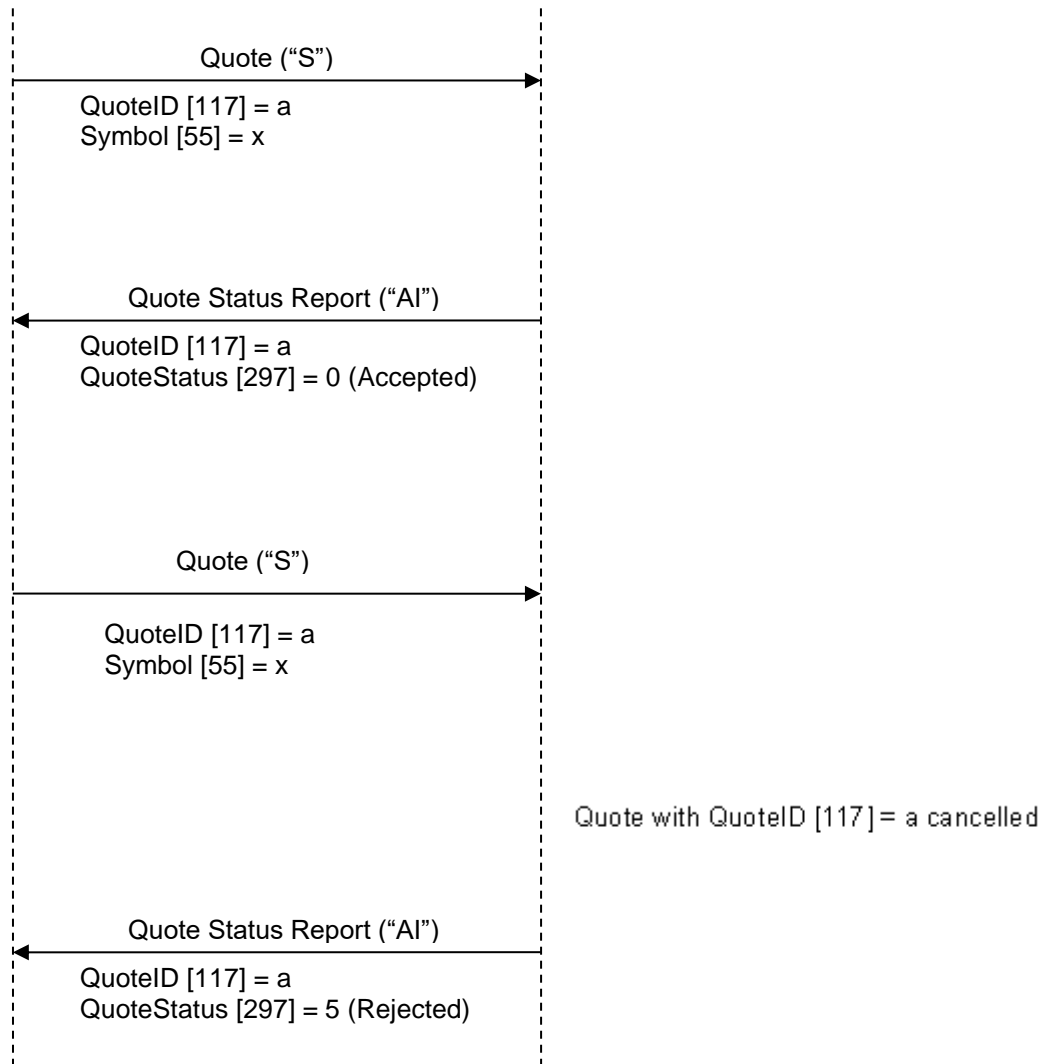 Quote (“S”)
QuoteID [117] = a
Symbol [55] = x
Quote Status Report (“AI”)
QuoteID [117] = a
QuoteStatus [297] = 0 (Accepted)
Quote (“S”)
QuoteID [117] = a
Symbol [55] = x
Quote with QuoteID [117] = a cancelled
Quote Status Report (“AI”)
QuoteID [117] = a
QuoteStatus [297] = 5 (Rejected)